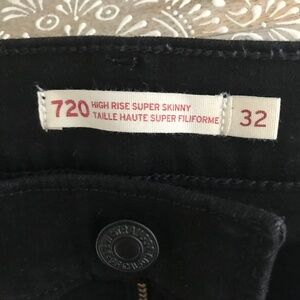 720 HIGH RISE SUPER SKINNY
TAILLE HAUTE SUPER FILIFORME
32